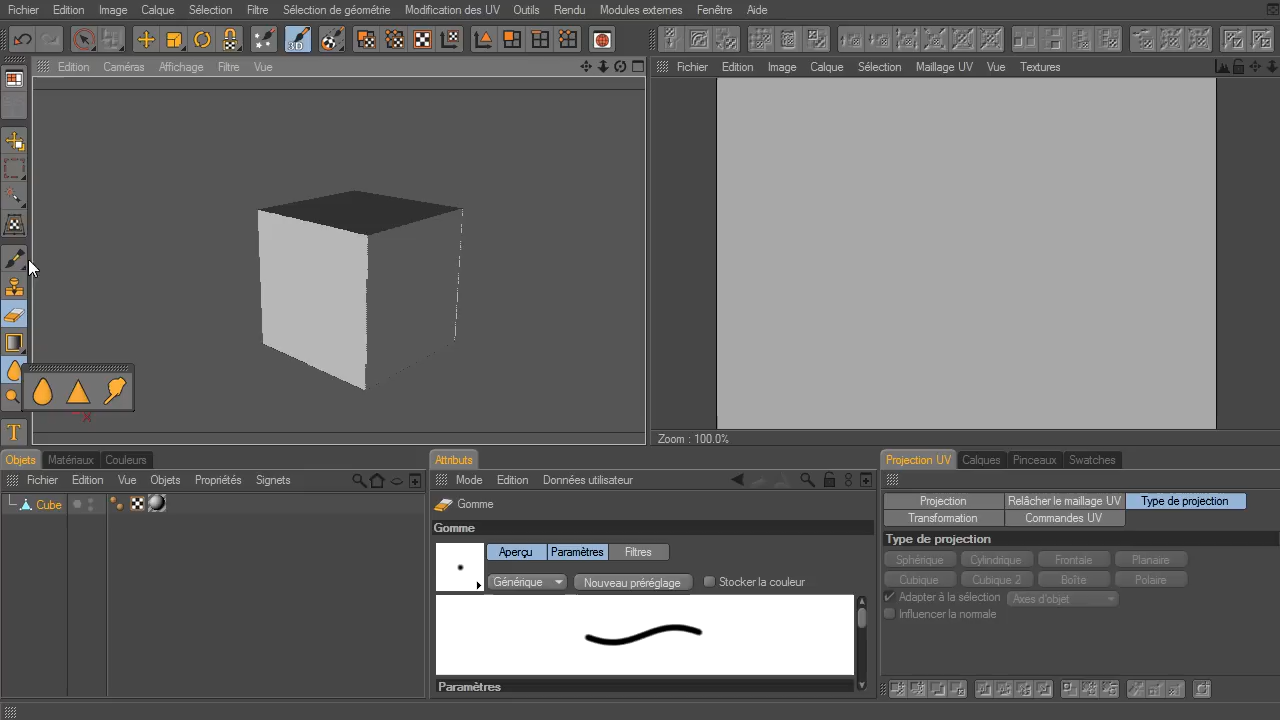 Fichier Edition Image Calque Sélection Filtre Sélection de géométrie Modification des UV Outils Rendu Modules externes Fenêtre Aide
3D
Edition Caméras Affichage Filtre Vue
Fichier Edition Image Calque Sélection Maillage UV Vue Textures
X
T
Zoom : 100.0%
Objets Matériaux Couleurs
Attributs
Projection UV Calques Pinceaux Swatches
Fichier Edition Vue Objets Propriétés Signets
Mode Edition Données utilisateur
Cube
Gomme
Gomme
Aperçu Paramètres Filtres
Générique Nouveau préréglage Stocker la couleur
Paramètres
Projection Relâcher le maillage UV Type de projection
Transformation Commandes UV
Type de projection
Sphérique Cylindrique Frontale Planaire
Cubique Cubique 2 Boîte Polaire
Adapter à la sélection Axes d'objet
Influencer la normale